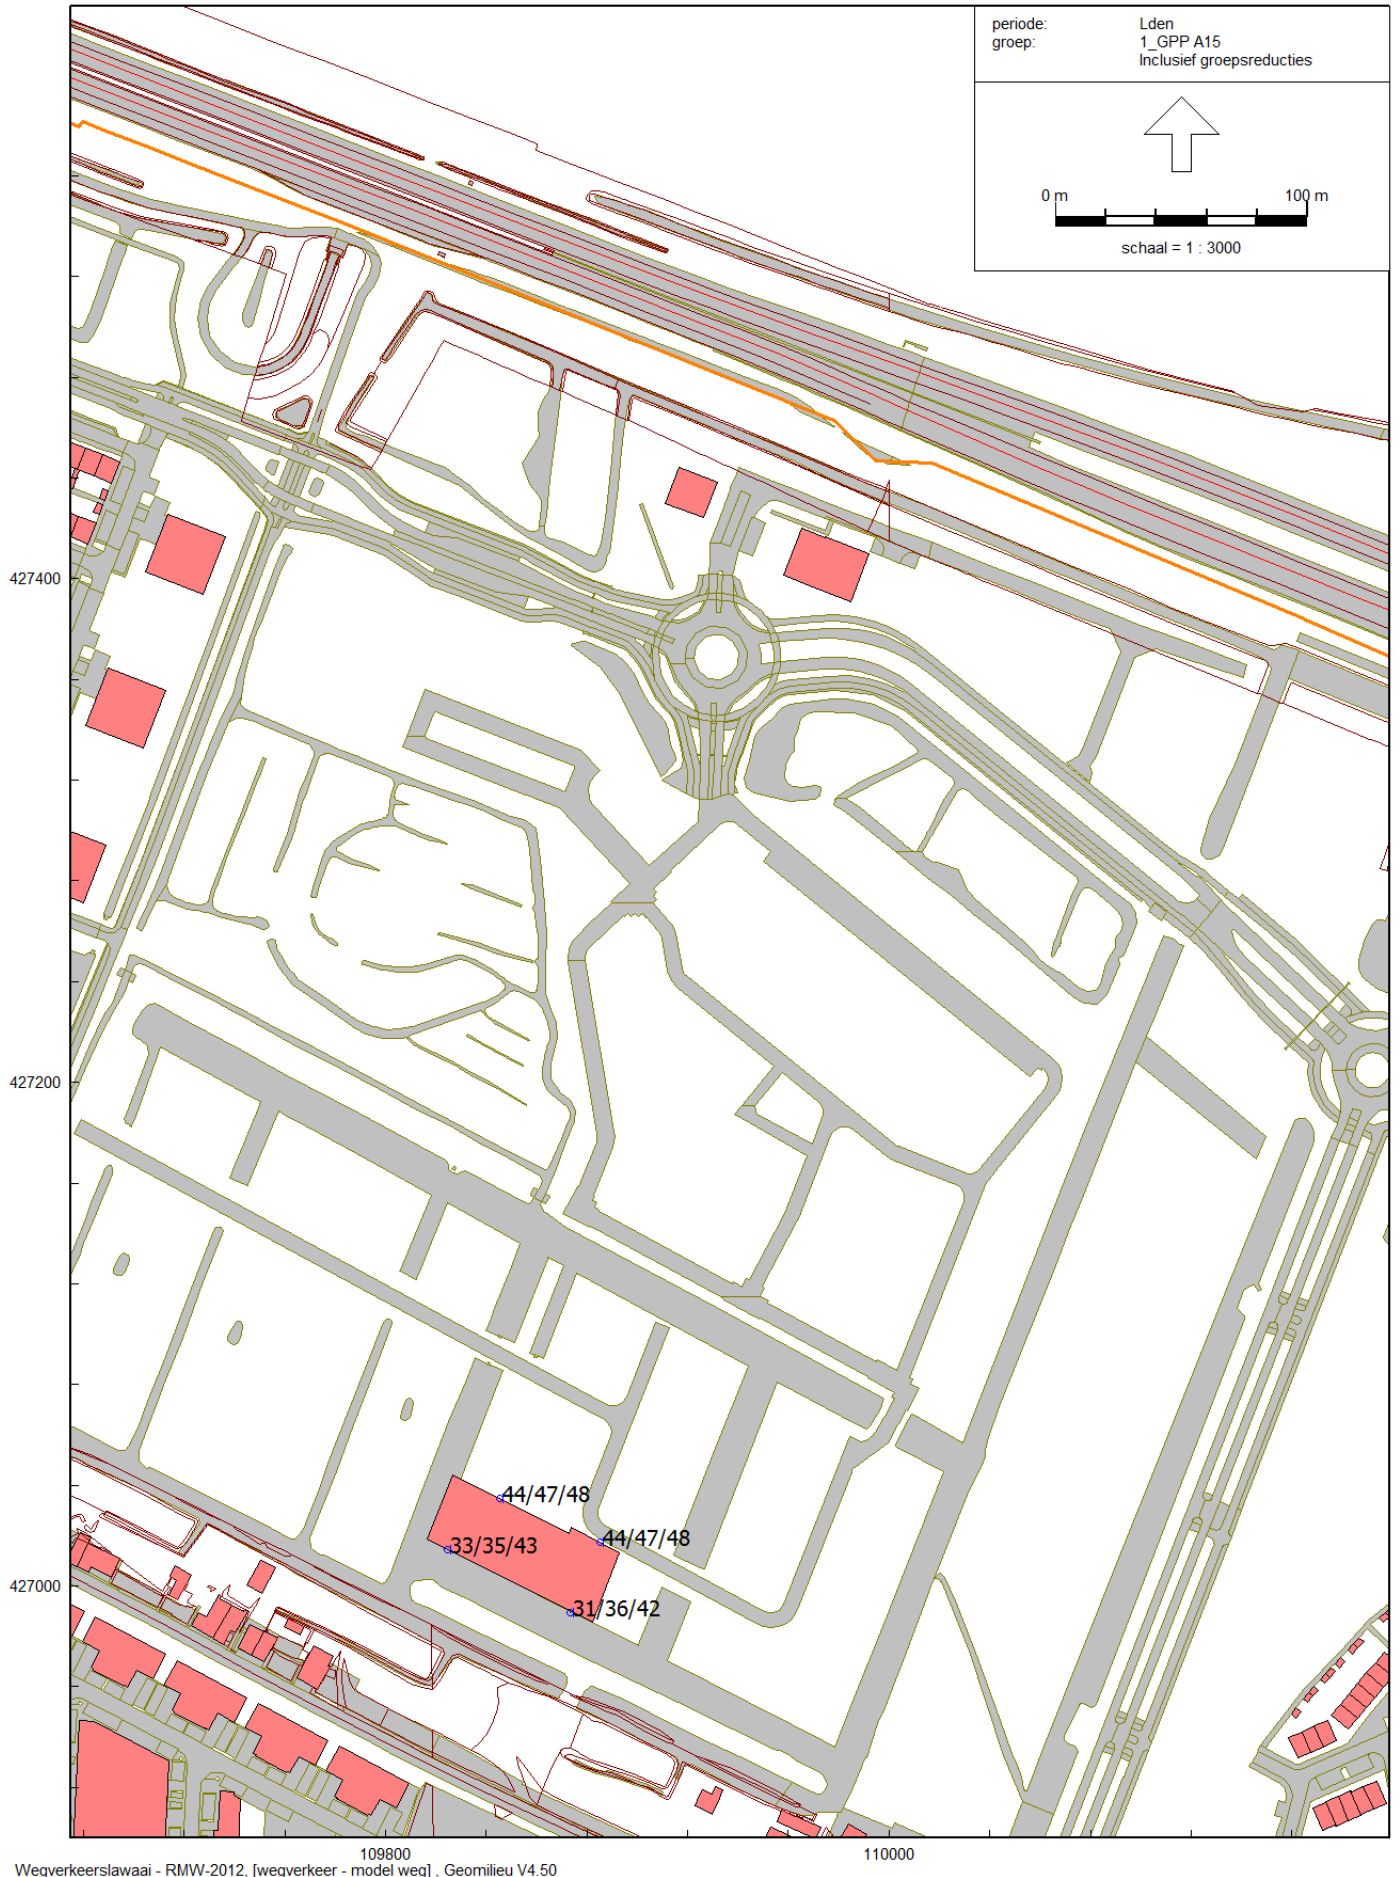 periode: Lden
groep: 1_GPP A15
Inclusief groepsreducties
0 m 100 m
schaal = 1 : 3000
427400
427200
44/47/48
44/47/48
33/35/43
427000
31/36/42
109800 110000
Wegverkeerslawaai - RMW-2012, [wegverkeer - model weg] , Geomilieu V4.50